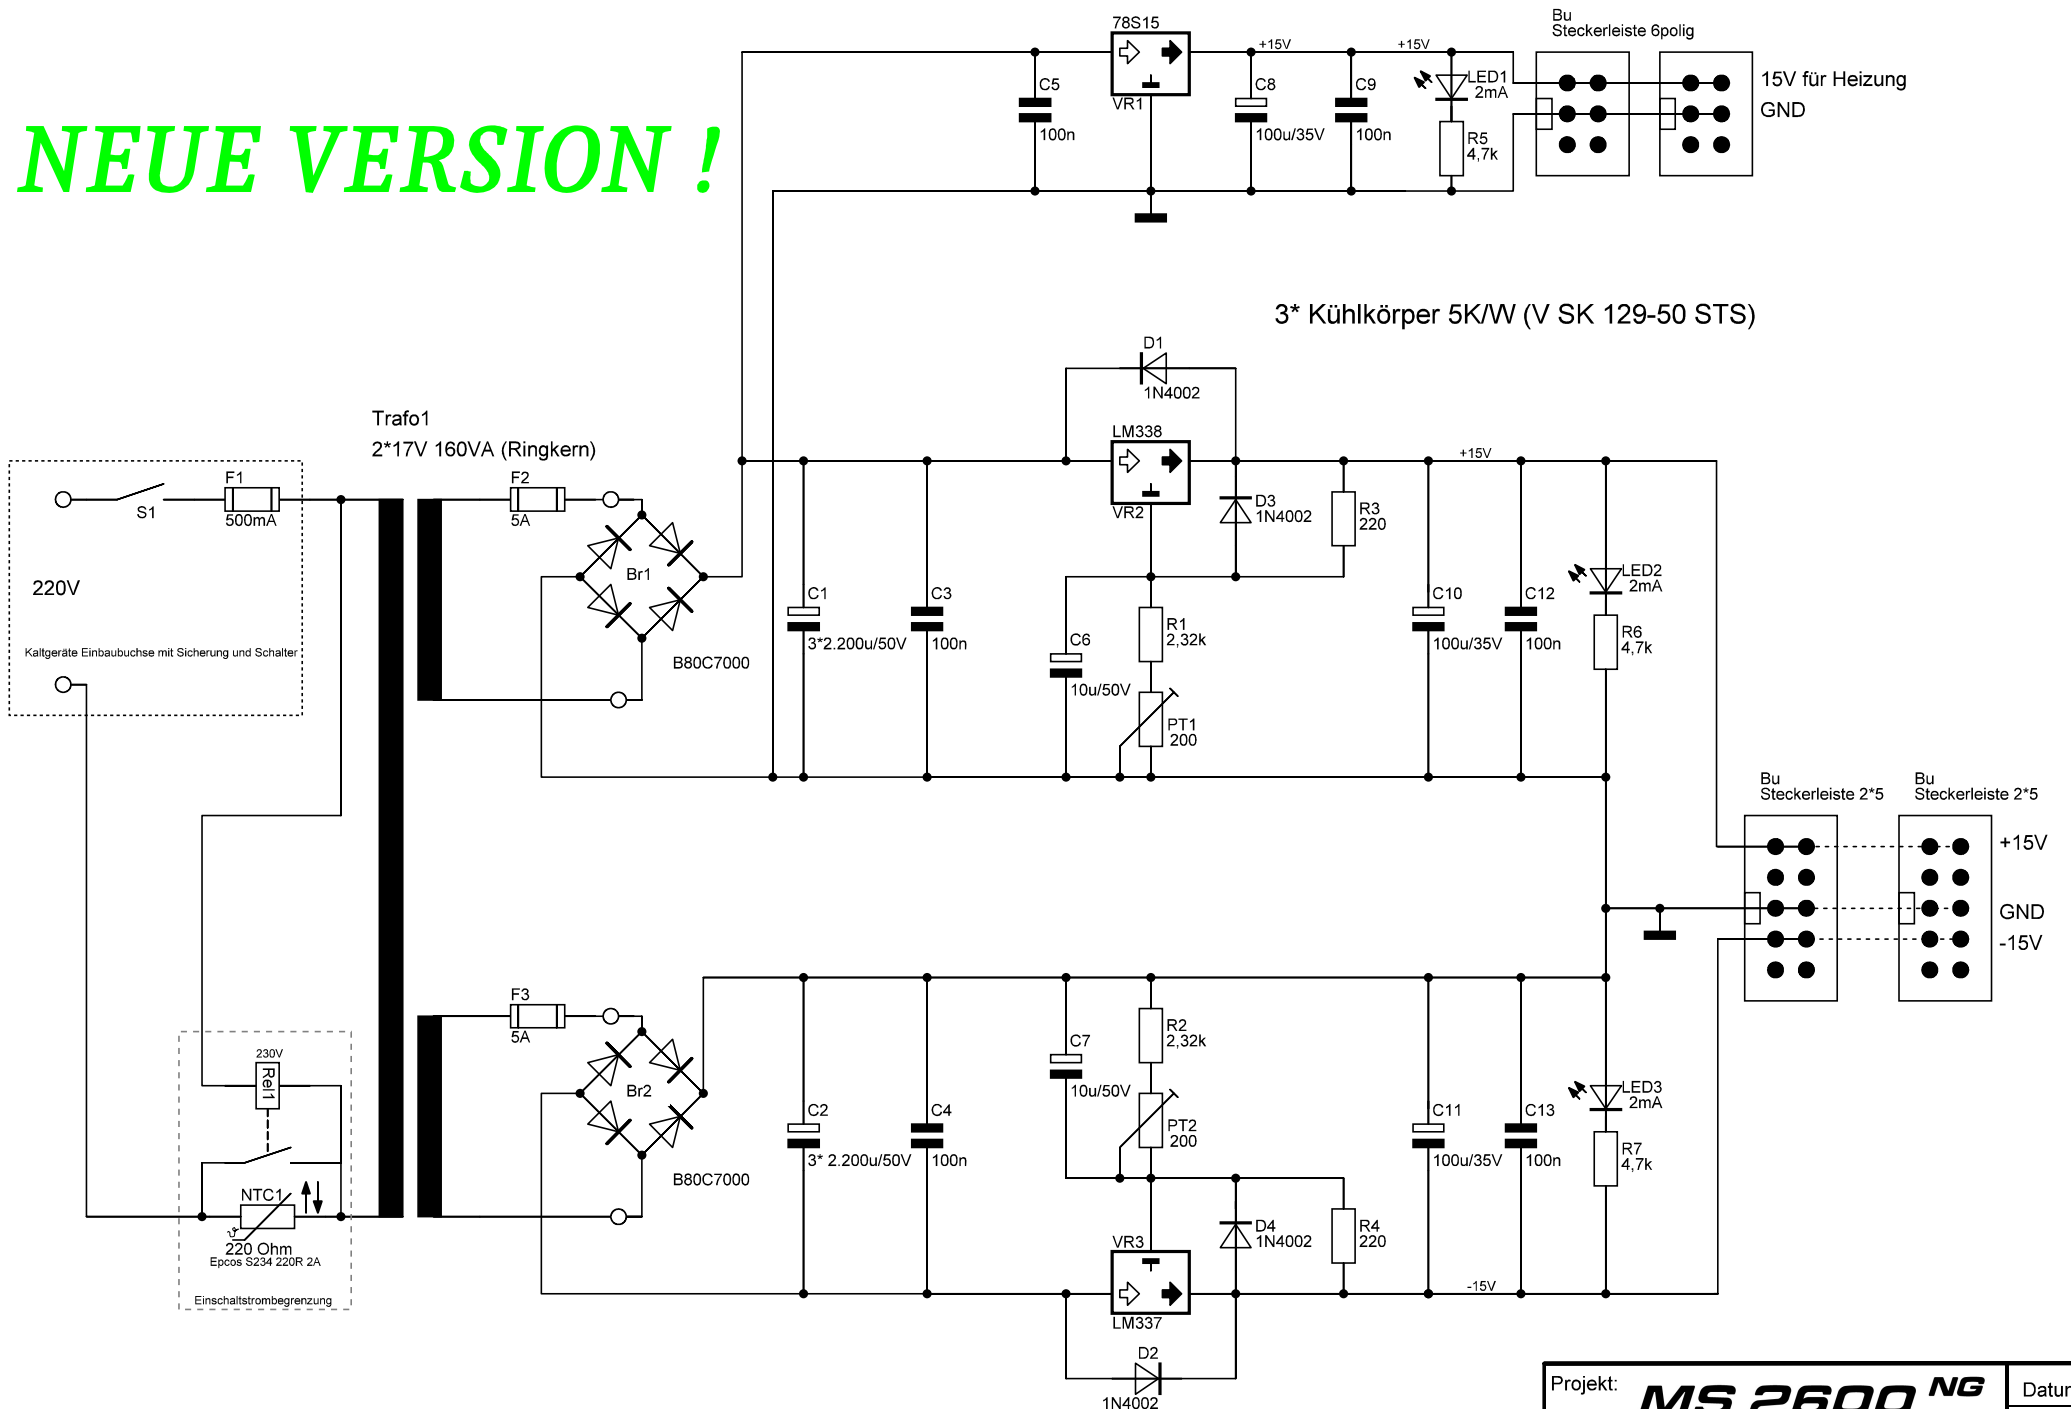 NEUE VERSION !
78S15
VR1
C5
100n
+15V
C8
100u/35V
C9
100n
+15V
LED1
2mA
R5
4,7k
Bu
Steckerleiste 6polig
15V für Heizung
GND
3* Kühlkörper 5K/W (V SK 129-50 STS)
Trafo1
2*17V 160VA (Ringkern)
F1
500mA
S1
220V
Kaltgeräte Einbaubuchse mit Sicherung und Schalter
F2
5A
Br1
B80C7000
C1
3*2.200u/50V
C3
100n
D1
1N4002
LM338
VR2
D3
1N4002
R3
220
C6
10u/50V
R1
2,32k
PT1
200
+15V
C10
100u/35V
C12
100n
LED2
2mA
R6
4,7k
Bu
Steckerleiste 2*5
Bu
Steckerleiste 2*5
+15V
GND
-15V
230V
Rel1
NTC1
220 Ohm
Epcos S234 220R 2A
Einschaltstrombegrenzung
F3
5A
Br2
B80C7000
C2
3* 2.200u/50V
C4
100n
C7
10u/50V
R2
2,32k
PT2
200
VR3
LM337
D4
1N4002
R4
220
D2
1N4002
C11
100u/35V
C13
100n
LED3
2mA
R7
4,7k
-15V
Projekt:
MS 2600 NG
Datur